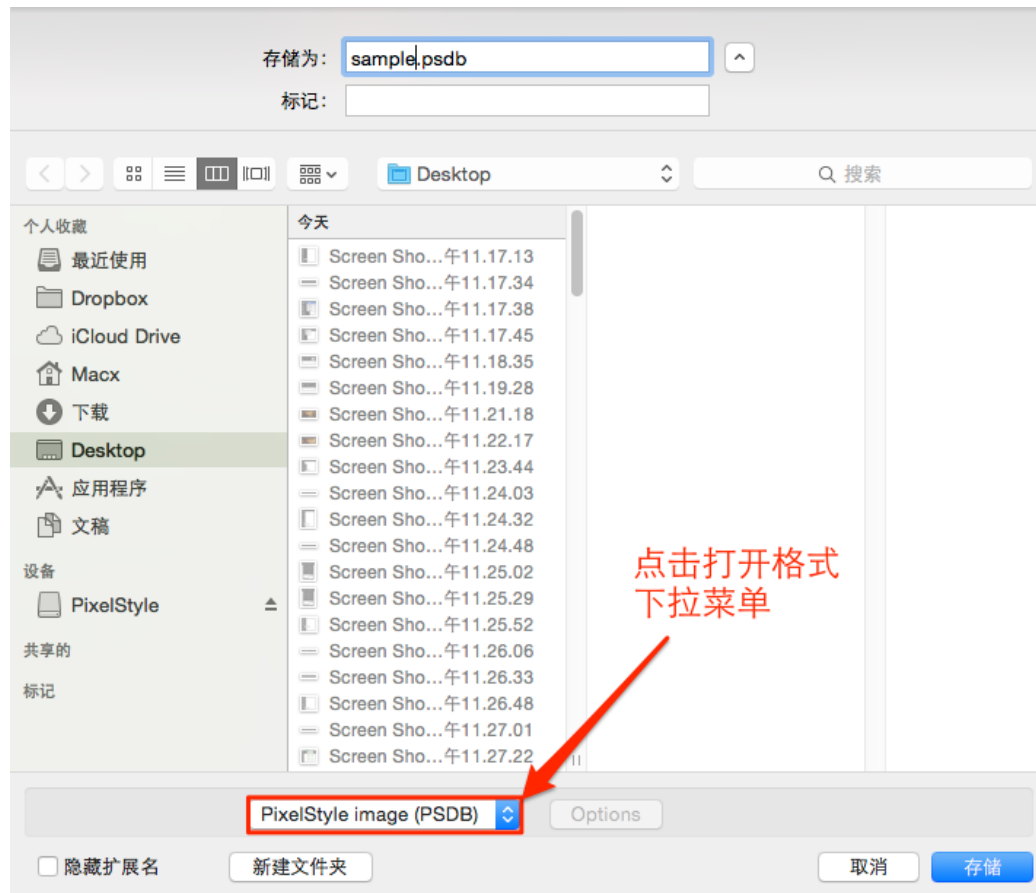 存储为: sample.psdb
标记:
Desktop
搜索
个人收藏
最近使用
Dropbox
iCloud Drive
Macx
下载
Desktop
应用程序
文稿
设备
PixelStyle
共享的
标记
今天
Screen Sho...午11.17.13
Screen Sho...午11.17.34
Screen Sho...午11.17.38
Screen Sho...午11.17.45
Screen Sho...午11.18.35
Screen Sho...午11.19.28
Screen Sho...午11.21.18
Screen Sho...午11.22.17
Screen Sho...午11.23.44
Screen Sho...午11.24.03
Screen Sho...午11.24.32
Screen Sho...午11.24.48
Screen Sho...午11.25.02
Screen Sho...午11.25.29
Screen Sho...午11.25.52
Screen Sho...午11.26.06
Screen Sho...午11.26.33
Screen Sho...午11.26.48
Screen Sho...午11.27.01
Screen Sho...午11.27.22
点击打开格式
下拉菜单
PixelStyle image (PSDB)
Options
隐藏扩展名
新建文件夹
取消
存储